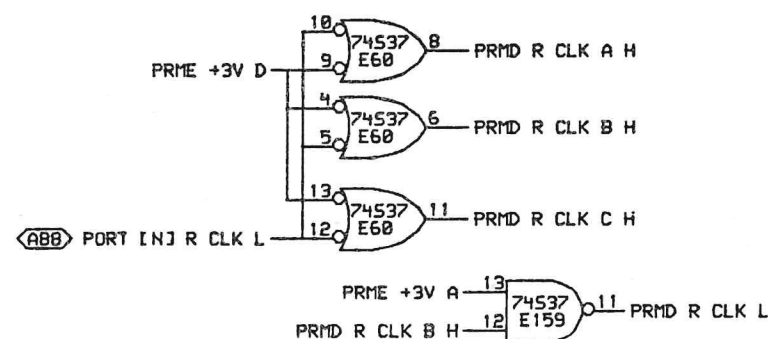 10
74S37
8
PRMD R CLK A H
9
E60
PRME +3V D
4
74S37
6
PRMD R CLK B H
5
E60
13
74S37
11
PRMD R CLK C H
12
E60
AB8
PORT [N] R CLK L
PRME +3V A
13
74S37
11
PRMD R CLK L
PRMD R CLK B H
12
E159